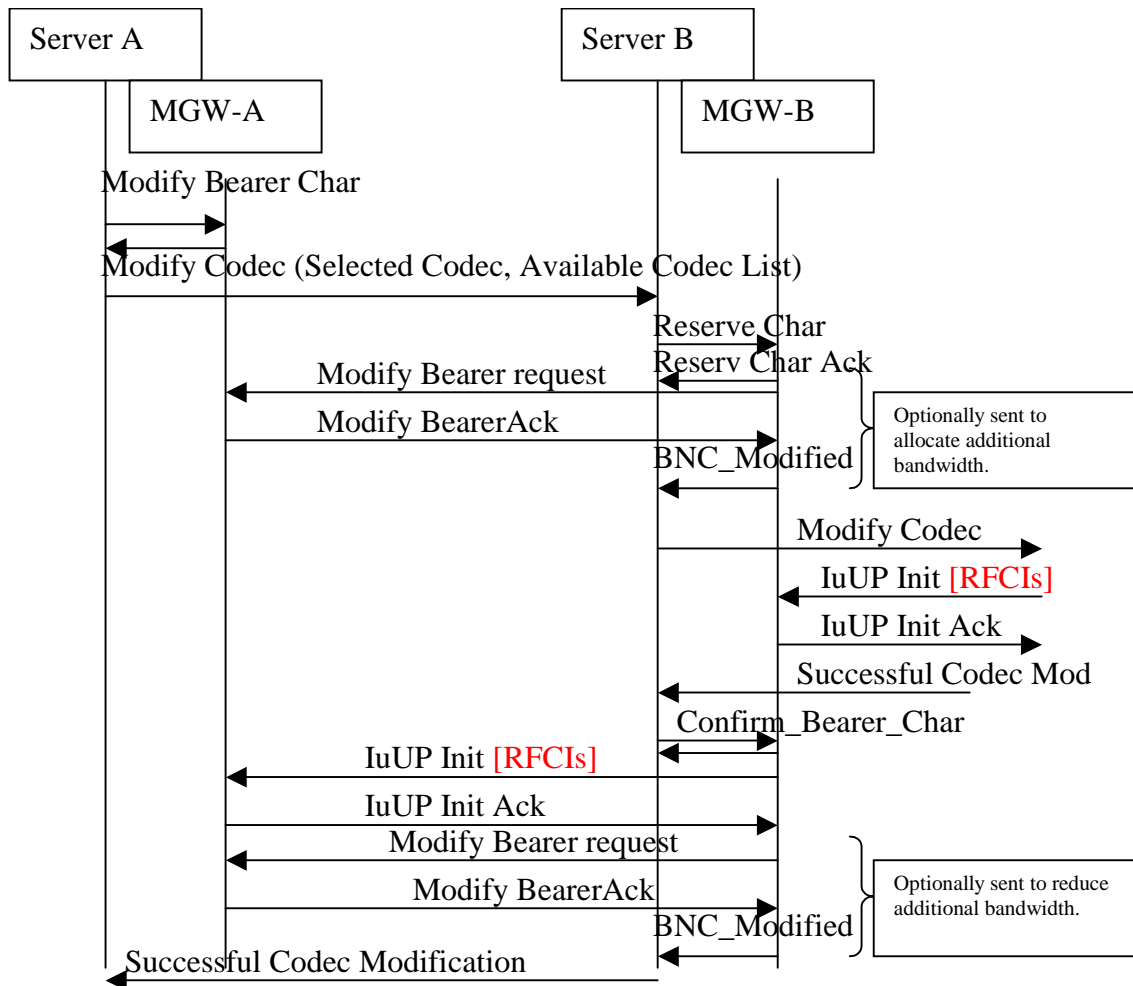 Server A
Server B
MGW-A
MGW-B
Modify Bearer Char
Modify Codec (Selected Codec, Available Codec List)
Reserve Char
Reserv Char Ack
Modify Bearer request
Modify BearerAck
Optionally sent to
allocate additional
bandwidth.
BNC_Modified
Modify Codec
IuUP Init [RFCIs]
IuUP Init Ack
Successful Codec Mod
Confirm_Bearer_Char
IuUP Init [RFCIs]
IuUP Init Ack
Modify Bearer request
Modify BearerAck
Optionally sent to reduce
additional bandwidth.
BNC_Modified
Successful Codec Modification